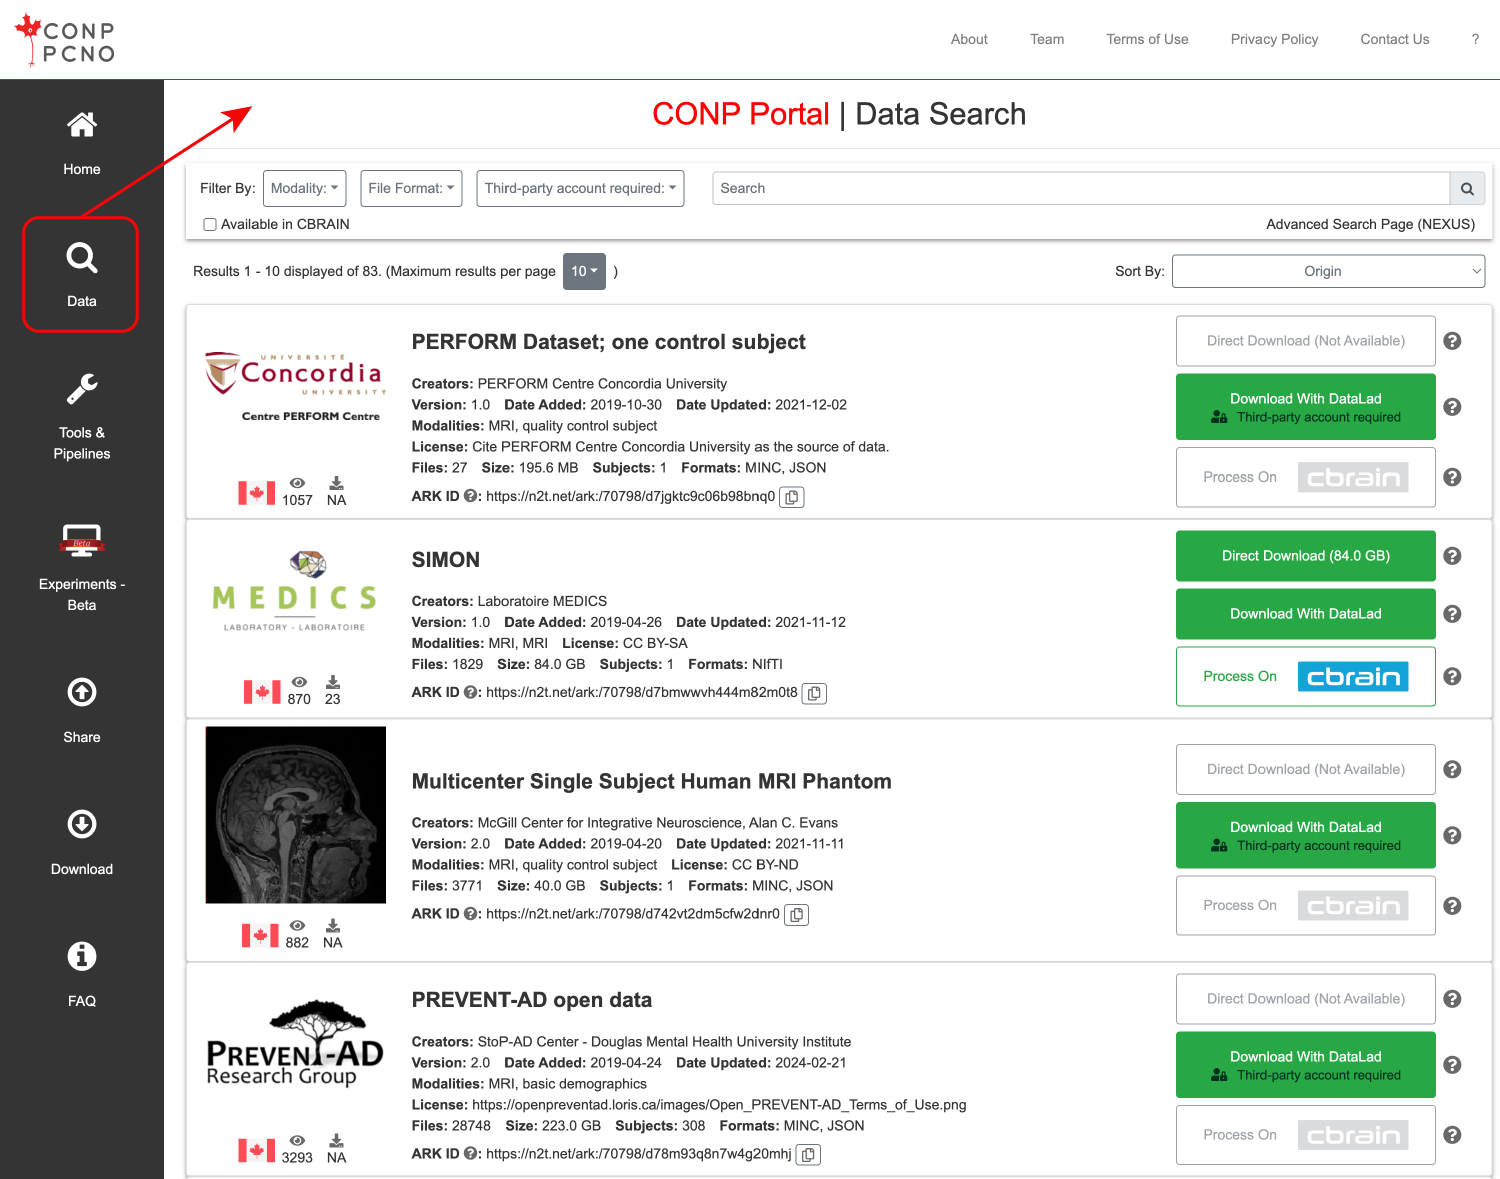 CONP
PCNO
About Team Terms of Use Privacy Policy Contact Us ?
Home
Data
Tools &
Pipelines
Beta
Experiments -
Beta
Share
Download
FAQ
CONP Portal | Data Search
Filter By: Modality: File Format: Third-party account required: Search
Available in CBRAIN Advanced Search Page (NEXUS)
Results 1 - 10 displayed of 83. (Maximum results per page 10 ) Sort By: Origin
UNIVERSITÉ
Concordia
UNIVERSITY
Centre PERFORM Centre
1057 NA
PERFORM Dataset; one control subject
Creators: PERFORM Centre Concordia University
Version: 1.0 Date Added: 2019-10-30 Date Updated: 2021-12-02
Modalities: MRI, quality control subject
License: Cite PERFORM Centre Concordia University as the source of data.
Files: 27 Size: 195.6 MB Subjects: 1 Formats: MINC, JSON
ARK ID ?: https://n2t.net/ark:/70798/d7jgktc9c06b98bnq0
Direct Download (Not Available) ?
Download With DataLad
Third-party account required ?
Process On cbrain ?
MEDICS
LABORATORY - LABORATOIRE
870 23
SIMON
Creators: Laboratoire MEDICS
Version: 1.0 Date Added: 2019-04-26 Date Updated: 2021-11-12
Modalities: MRI, MRI License: CC BY-SA
Files: 1829 Size: 84.0 GB Subjects: 1 Formats: NIfTI
ARK ID ?: https://n2t.net/ark:/70798/d7bmwwvh444m82m0t8
Direct Download (84.0 GB) ?
Download With DataLad ?
Process On cbrain ?
882 NA
Multicenter Single Subject Human MRI Phantom
Creators: McGill Center for Integrative Neuroscience, Alan C. Evans
Version: 2.0 Date Added: 2019-04-20 Date Updated: 2021-11-11
Modalities: MRI, quality control subject License: CC BY-ND
Files: 3771 Size: 40.0 GB Subjects: 1 Formats: MINC, JSON
ARK ID ?: https://n2t.net/ark:/70798/d742vt2dm5cfw2dnr0
Direct Download (Not Available) ?
Download With DataLad
Third-party account required ?
Process On cbrain ?
PREVENT-AD
Research Group
3293 NA
PREVENT-AD open data
Creators: StoP-AD Center - Douglas Mental Health University Institute
Version: 2.0 Date Added: 2019-04-24 Date Updated: 2024-02-21
Modalities: MRI, basic demographics
License: https://openpreventad.loris.ca/images/Open_PREVENT-AD_Terms_of_Use.png
Files: 28748 Size: 223.0 GB Subjects: 308 Formats: MINC, JSON
ARK ID ?: https://n2t.net/ark:/70798/d78m93q8n7w4g20mhj
Direct Download (Not Available) ?
Download With DataLad
Third-party account required ?
Process On cbrain ?